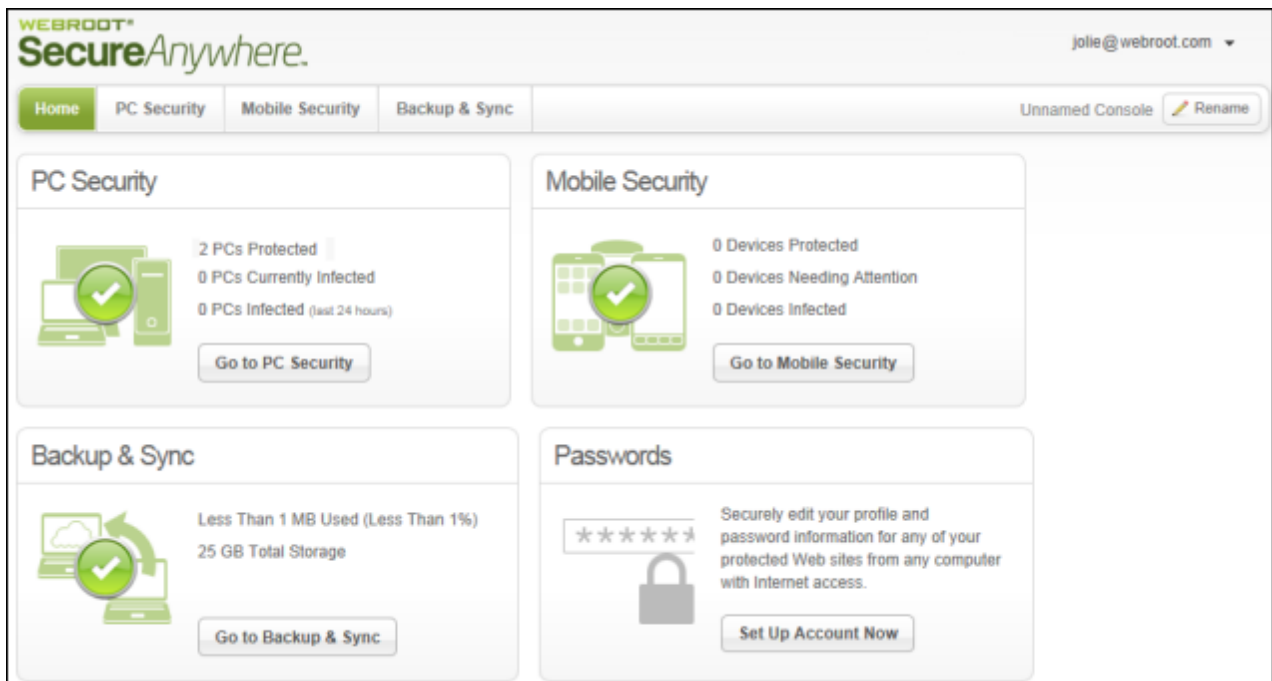 WEBROOT®
SecureAnywhere.
jolie@webroot.com
Home
PC Security
Mobile Security
Backup & Sync
Unnamed Console
Rename
PC Security
2 PCs Protected
0 PCs Currently Infected
0 PCs Infected (last 24 hours)
Go to PC Security
Mobile Security
0 Devices Protected
0 Devices Needing Attention
0 Devices Infected
Go to Mobile Security
Backup & Sync
Less Than 1 MB Used (Less Than 1%)
25 GB Total Storage
Go to Backup & Sync
Passwords
******
Securely edit your profile and
password information for any of your
protected Web sites from any computer
with Internet access.
Set Up Account Now